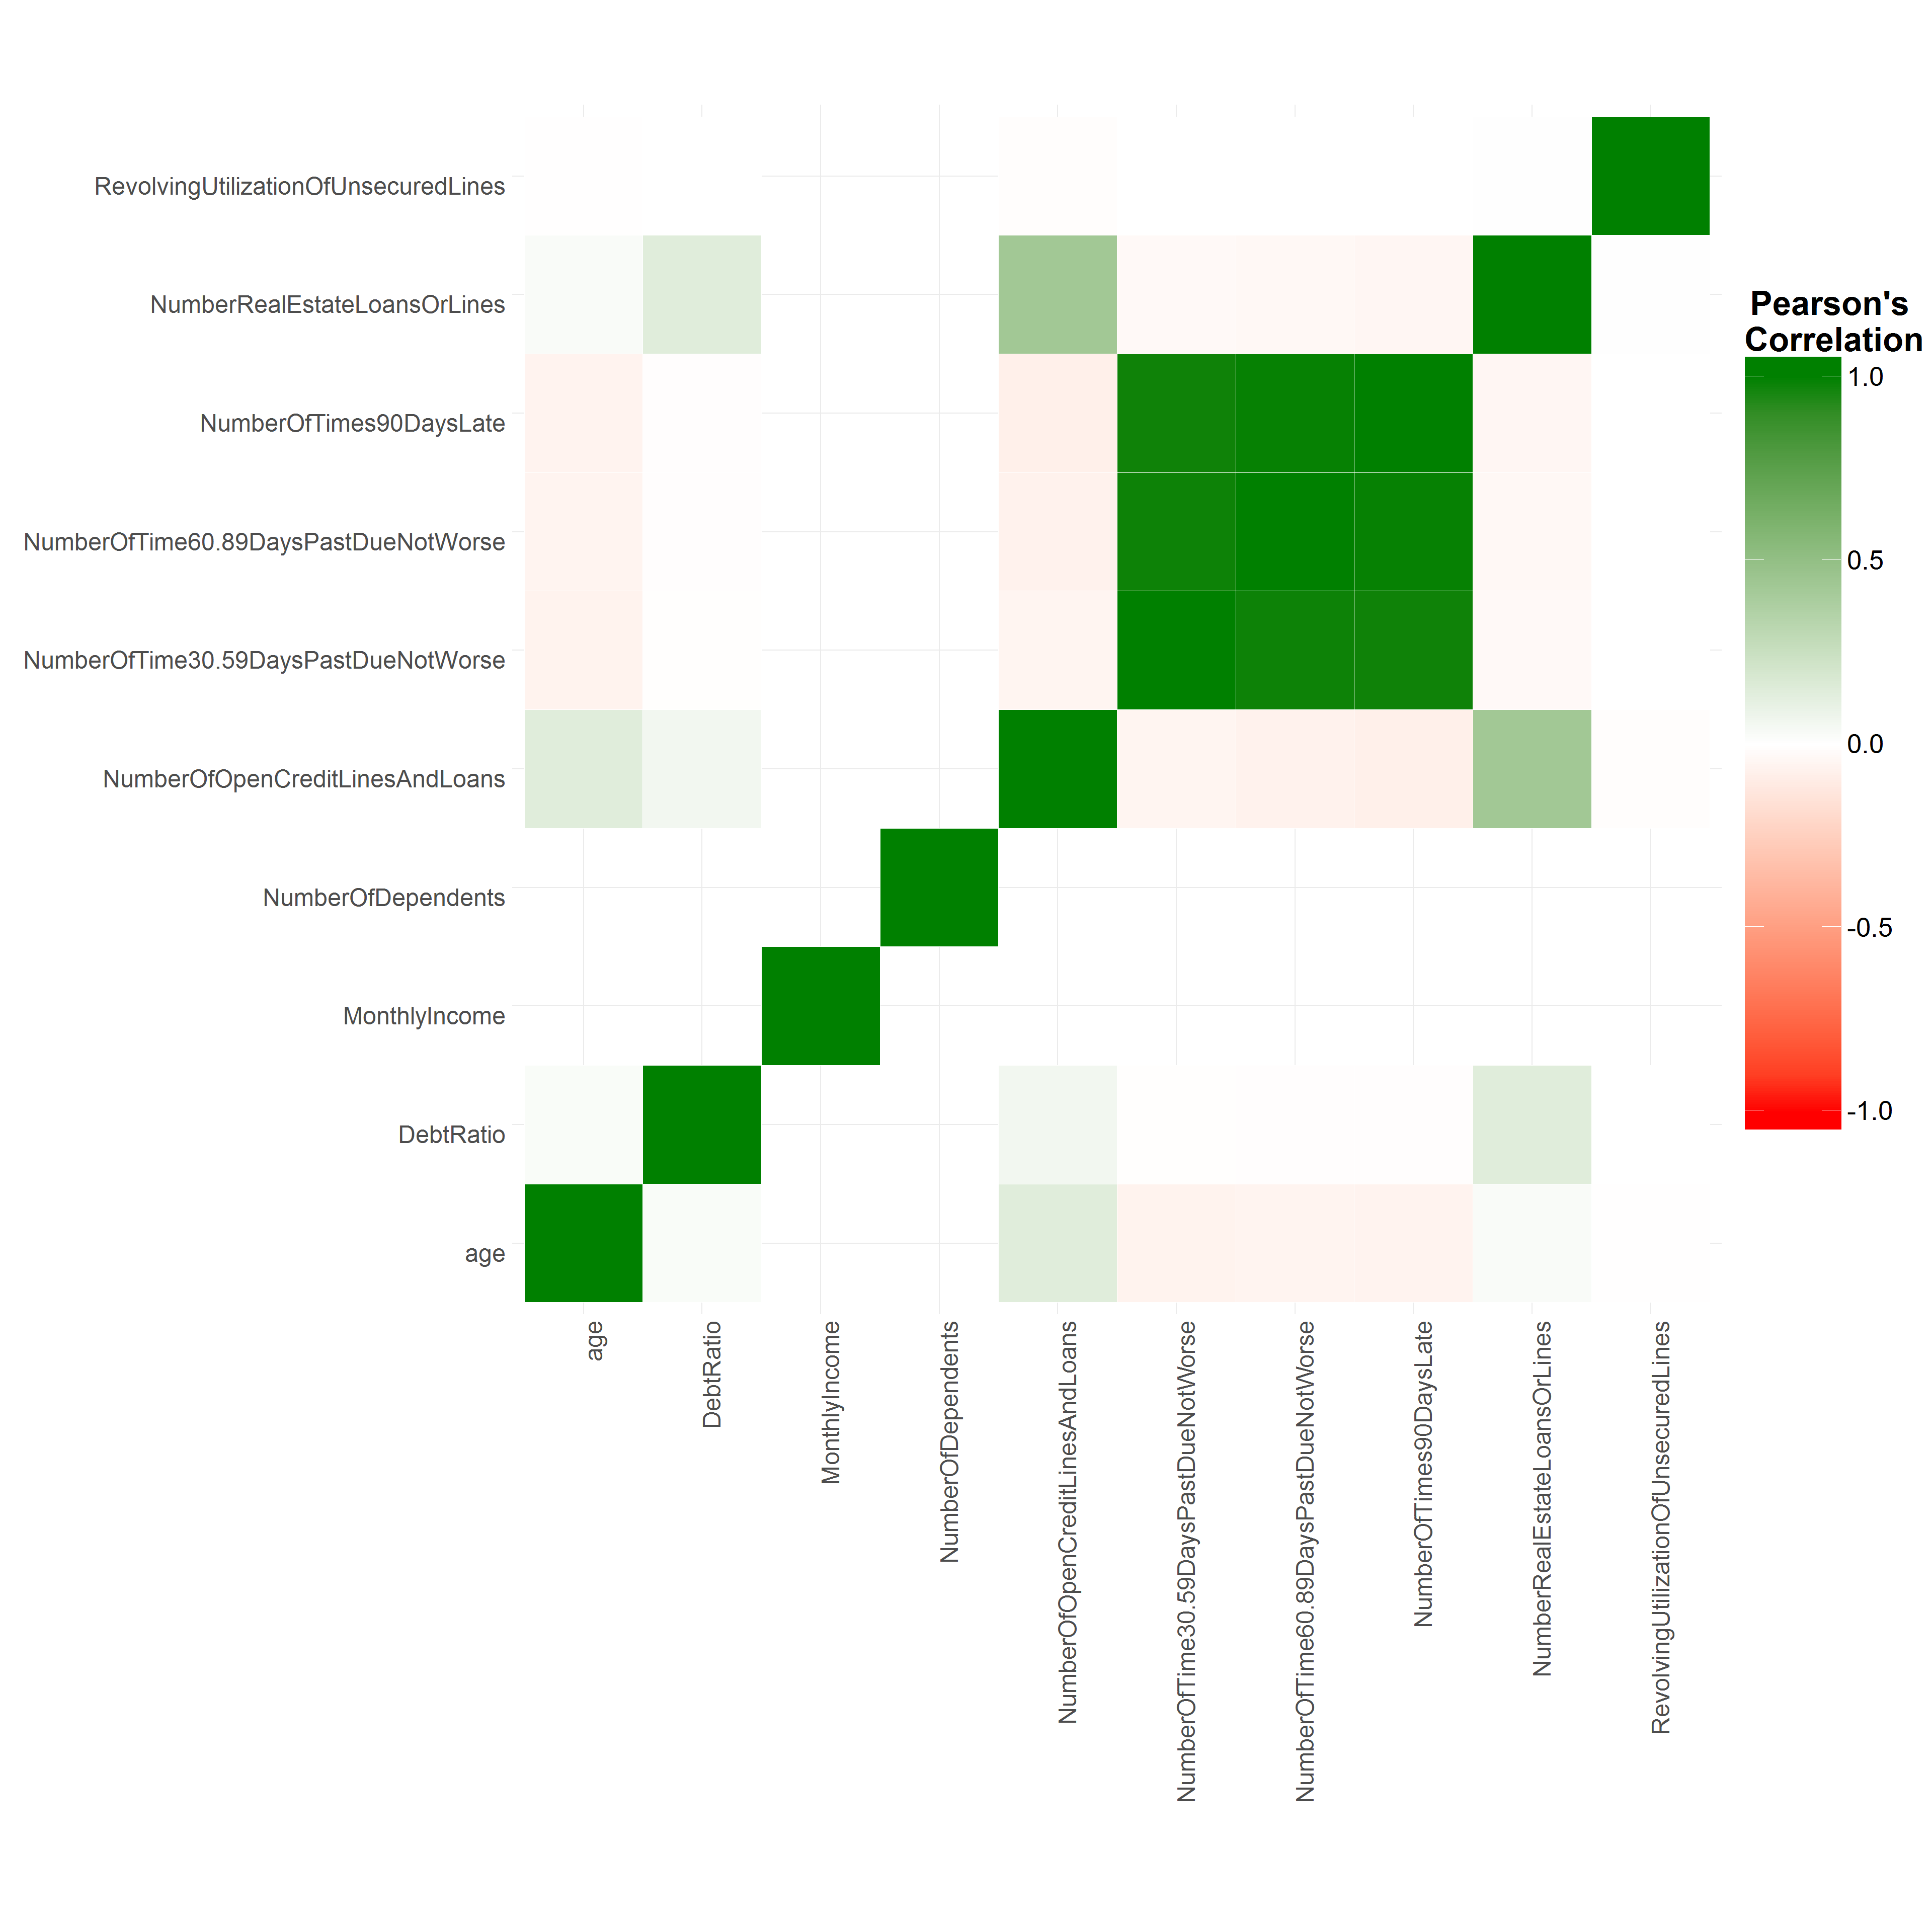 RevolvingUtilizationOfUnsecuredLines
NumberRealEstateLoansOrLines
NumberOfTimes90DaysLate
NumberOfTime60.89DaysPastDueNotWorse
NumberOfTime30.59DaysPastDueNotWorse
NumberOfOpenCreditLinesAndLoans
NumberOfDependents
MonthlyIncome
DebtRatio
age
age
DebtRatio
MonthlyIncome
NumberOfDependents
NumberOfOpenCreditLinesAndLoans
NumberOfTime30.59DaysPastDueNotWorse
NumberOfTime60.89DaysPastDueNotWorse
NumberOfTimes90DaysLate
NumberRealEstateLoansOrLines
RevolvingUtilizationOfUnsecuredLines
Pearson's
Correlation
1.0
0.5
0.0
-0.5
-1.0